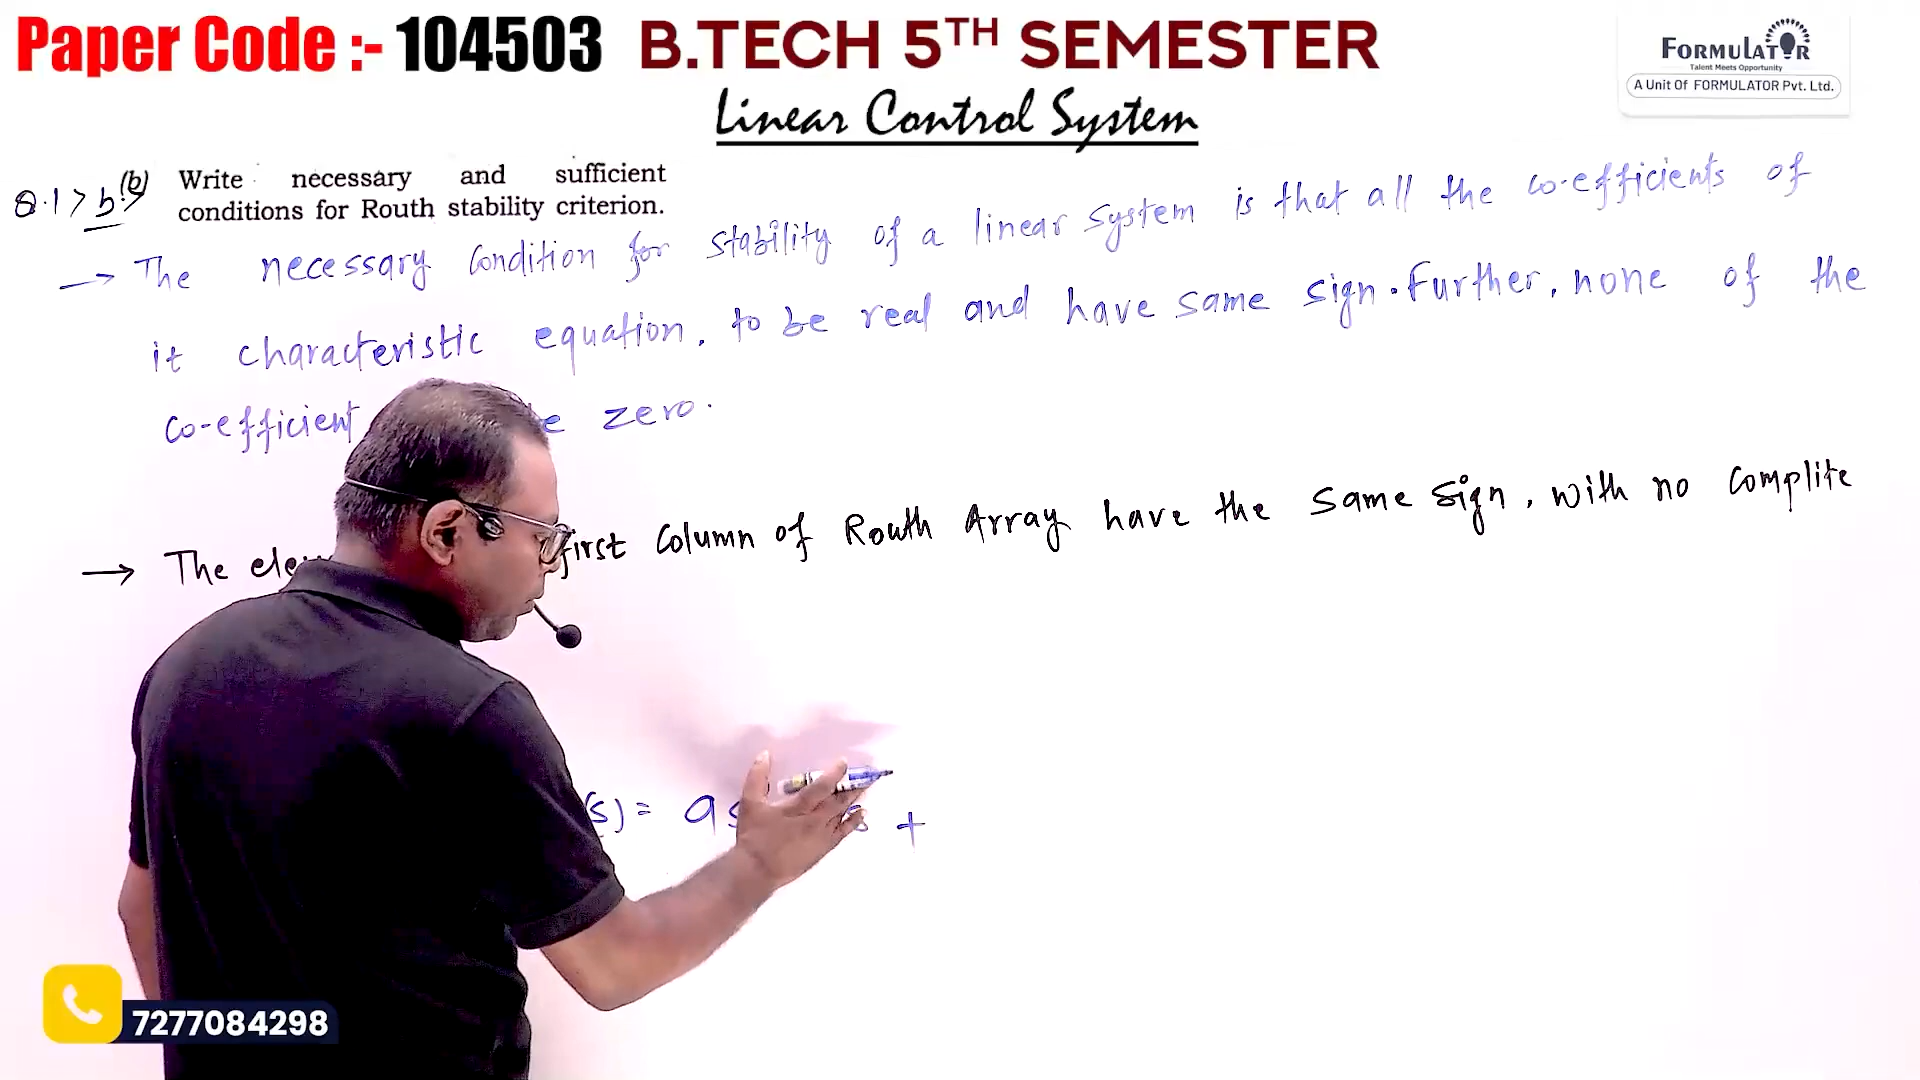 Paper Code :- 104503 B.TECH 5TH SEMESTER
FORMULATOR
Talent Meets Opportunity
A Unit Of FORMULATOR Pvt. Ltd.
Linear Control System
Q.1> b> (b) Write necessary and sufficient
conditions for Routh stability criterion.
→ The necessary condition for stability of a linear system is that all the co-efficients of
it characteristic equation, to be real and have same sign. Further, none of the
co-efficient zero.
→ The first column of Routh Array have the same sign, with no complite
(s) = +
7277084298